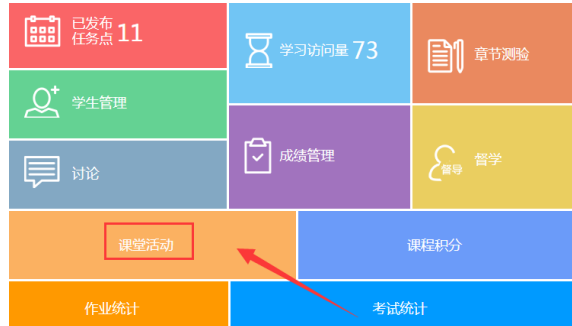 已发布
任务点 11
学习访问量 73
章节测验
学生管理
讨论
成绩管理
督导
督学
课堂活动
课程积分
作业统计
考试统计